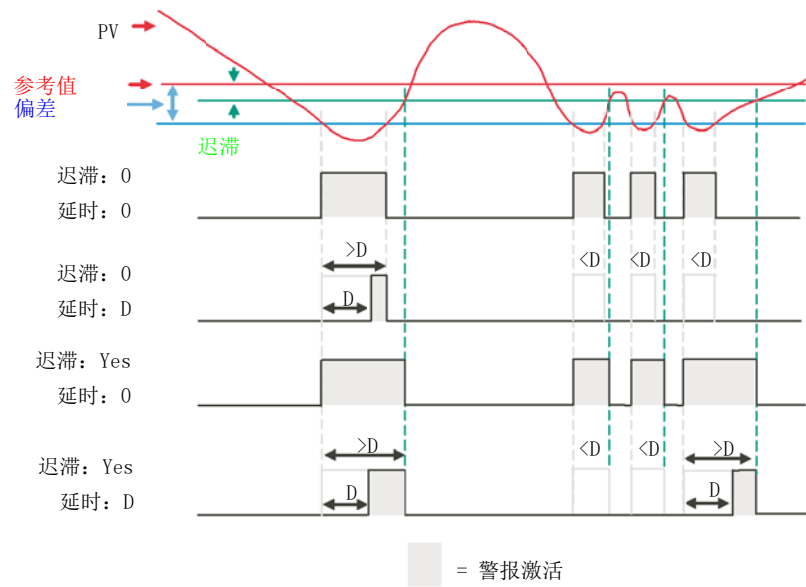 PV
参考值
偏差
迟滞
迟滞: 0
延时: 0
>D
<D <D <D
迟滞: 0
延时: D
D
迟滞: Yes
延时: 0
>D
<D <D >D
迟滞: Yes
延时: D
D D
= 警报激活